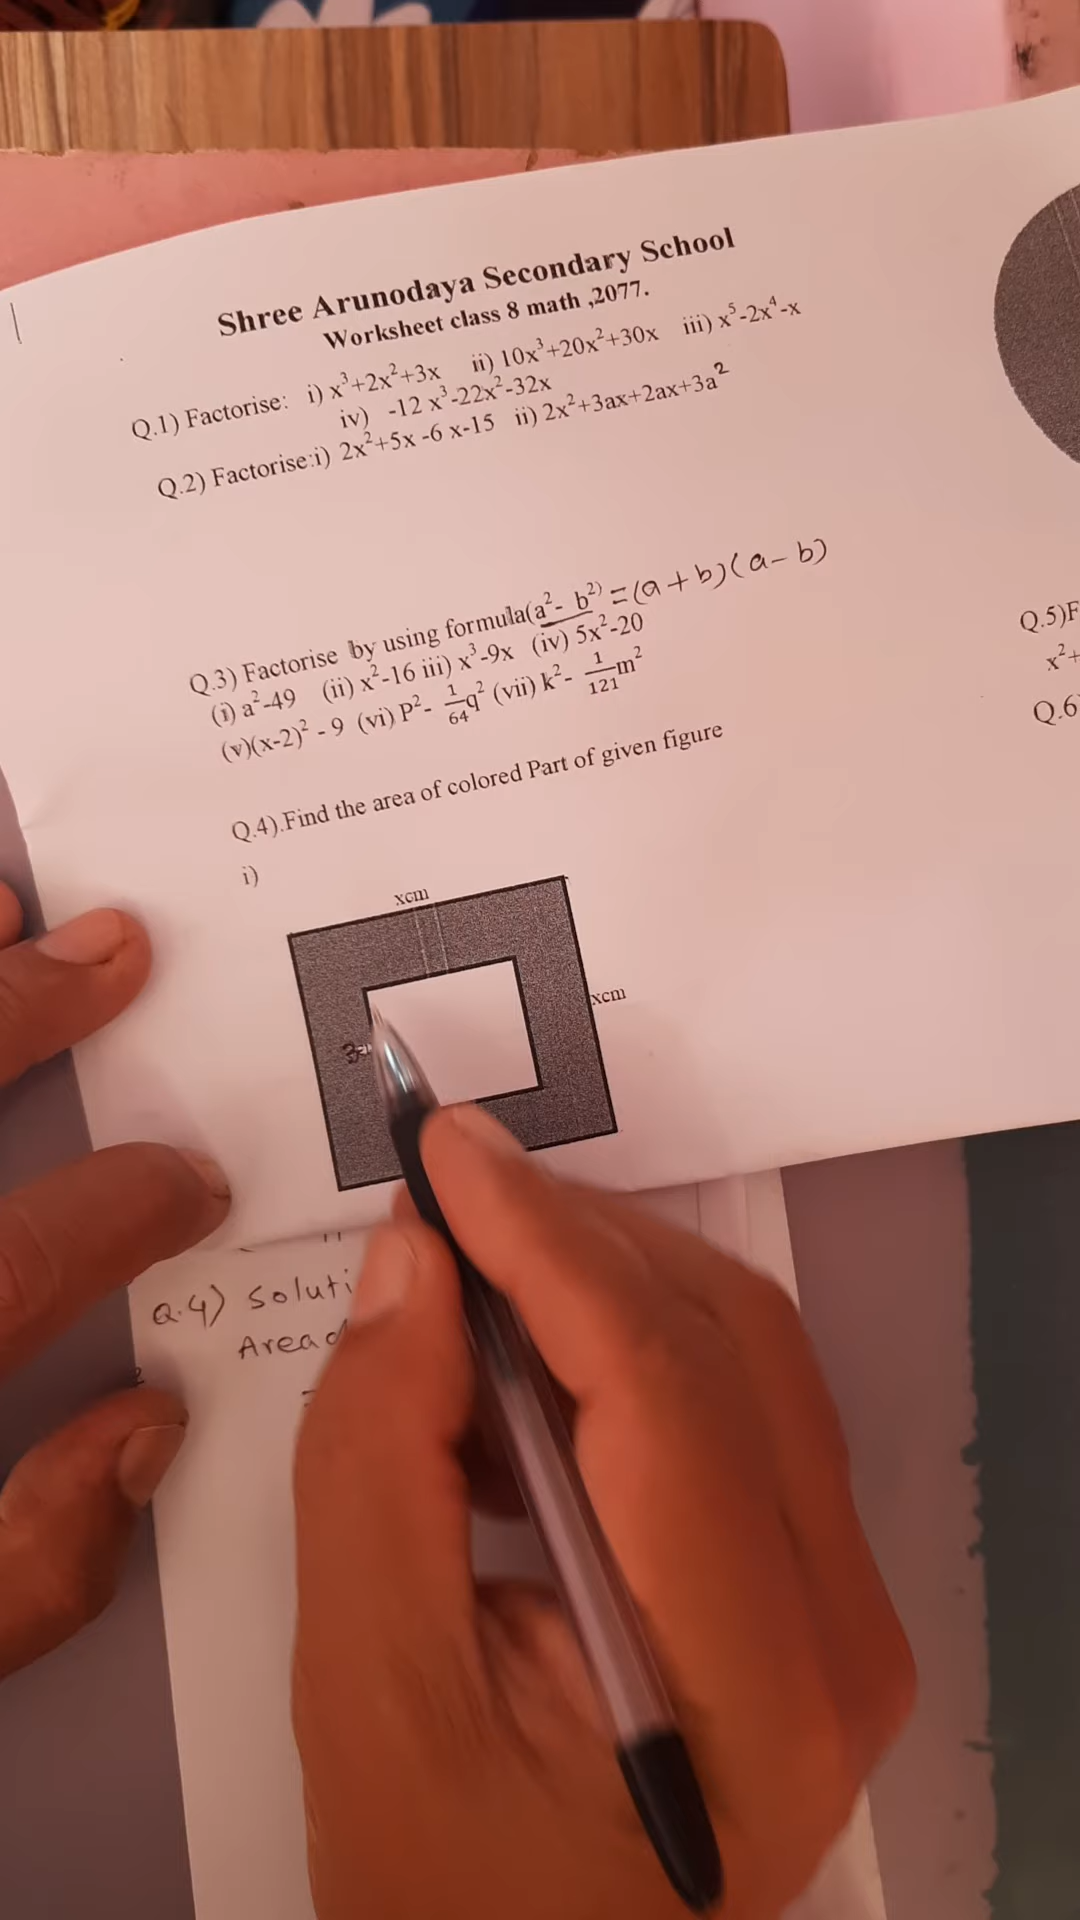 Shree Arunodaya Secondary School
Worksheet class 8 math ,2077.
Q.1) Factorise: i) x³+2x²+3x ii) 10x³+20x²+30x iii) x⁵-2x⁴-x
iv) -12 x³-22x²-32x
Q.2) Factorise:i) 2x²+5x -6 x-15 ii) 2x²+3ax+2ax+3a²
Q.3) Factorise by using formula(a²- b²) =(a+b)(a-b)
(i) a²-49 (ii) x²-16 iii) x³-9x (iv) 5x²-20
(v)(x-2)² - 9 (vi) P²- 1/64 q² (vii) k²- 1/121 m²
Q.4).Find the area of colored Part of given figure
i)
xcm
xcm
Q.5)F
x²+
Q.6
Q.4) soluti
Area